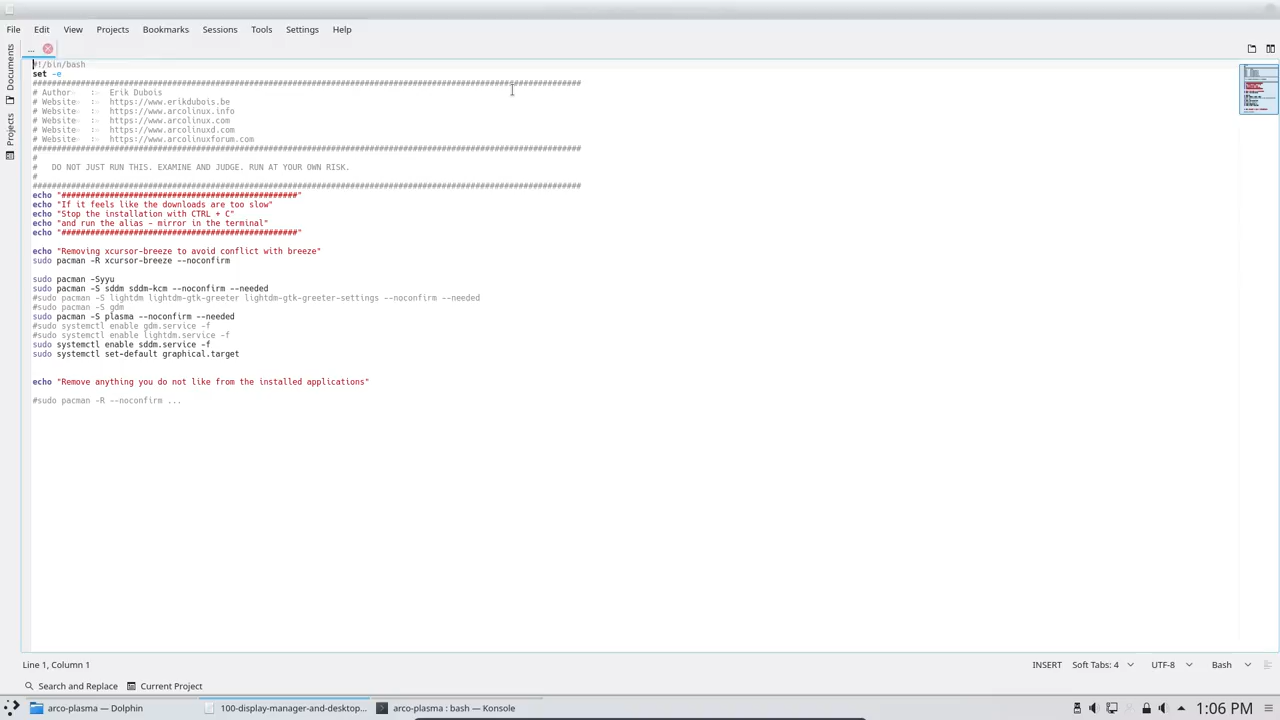 File Edit View Projects Bookmarks Sessions Tools Settings Help
...
Documents
Projects
#!/bin/bash
set -e
##################################################################################################################
# Author : Erik Dubois
# Website : https://www.erikdubois.be
# Website : https://www.arcolinux.info
# Website : https://www.arcolinux.com
# Website : https://www.arcolinuxd.com
# Website : https://www.arcolinuxforum.com
##################################################################################################################
#
# DO NOT JUST RUN THIS. EXAMINE AND JUDGE. RUN AT YOUR OWN RISK.
#
##################################################################################################################
echo "################################################"
echo "If it feels like the downloads are too slow"
echo "Stop the installation with CTRL + C"
echo "and run the alias - mirror in the terminal"
echo "################################################"
echo "Removing xcursor-breeze to avoid conflict with breeze"
sudo pacman -R xcursor-breeze --noconfirm
sudo pacman -Syyu
sudo pacman -S sddm sddm-kcm --noconfirm --needed
#sudo pacman -S lightdm lightdm-gtk-greeter lightdm-gtk-greeter-settings --noconfirm --needed
#sudo pacman -S gdm
sudo pacman -S plasma --noconfirm --needed
#sudo systemctl enable gdm.service -f
#sudo systemctl enable lightdm.service -f
sudo systemctl enable sddm.service -f
sudo systemctl set-default graphical.target
echo "Remove anything you do not like from the installed applications"
#sudo pacman -R --noconfirm ...
Line 1, Column 1 INSERT Soft Tabs: 4 UTF-8 Bash
Search and Replace Current Project
arco-plasma — Dolphin 100-display-manager-and-desktop... arco-plasma : bash — Konsole 1:06 PM